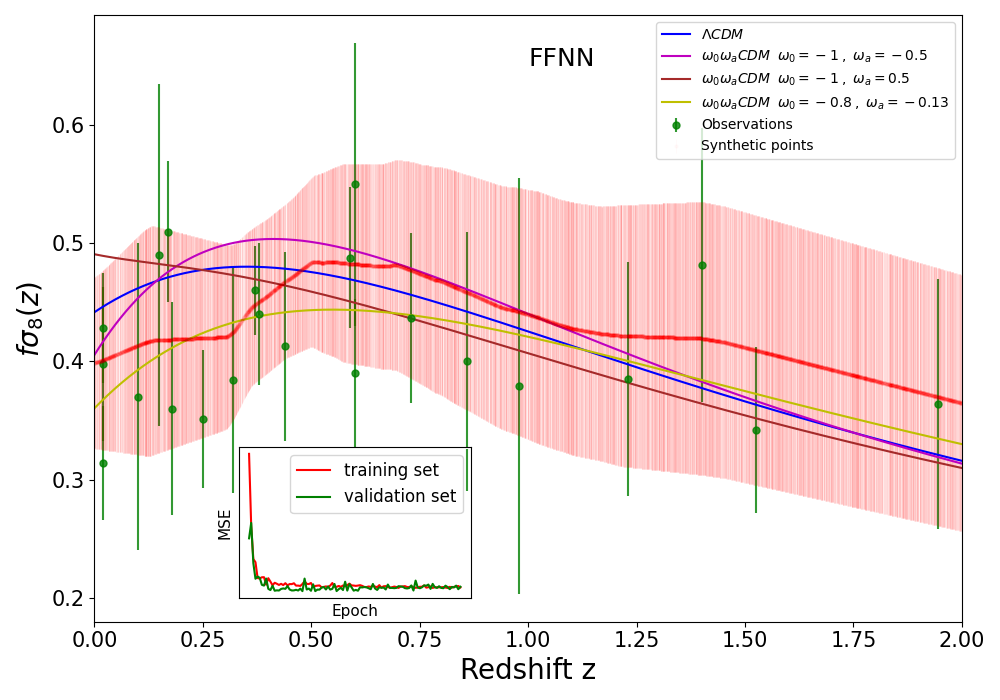 FFNN
ΛCDM
ω₀ωₐCDM ω₀ = −1 , ωₐ = −0.5
ω₀ωₐCDM ω₀ = −1 , ωₐ = 0.5
ω₀ωₐCDM ω₀ = −0.8 , ωₐ = −0.13
Observations
Synthetic points
0.6
0.5
0.4
0.3
0.2
fσ₈(z)
training set
validation set
MSE
Epoch
0.00 0.25 0.50 0.75 1.00 1.25 1.50 1.75 2.00
Redshift z